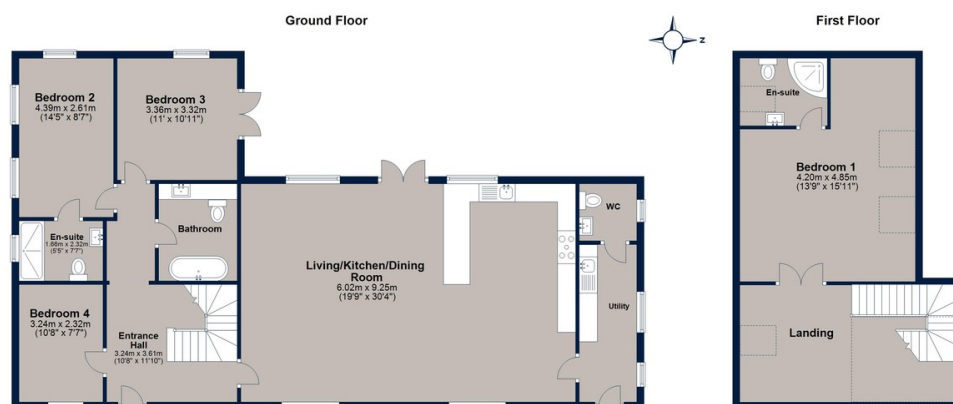 Ground Floor
First Floor
z
Bedroom 2
4.39m x 2.61m
(14'5" x 8'7")
Bedroom 3
3.36m x 3.32m
(11' x 10'11")
En-suite
1.66m x 2.32m
(5'5" x 7'7")
Bathroom
WC
Living/Kitchen/Dining
Room
6.02m x 9.25m
(19'9" x 30'4")
Utility
Bedroom 4
3.24m x 2.32m
(10'8" x 7'7")
Entrance
Hall
3.24m x 3.61m
(10'8" x 11'10")
En-suite
Bedroom 1
4.20m x 4.85m
(13'9" x 15'11")
Landing